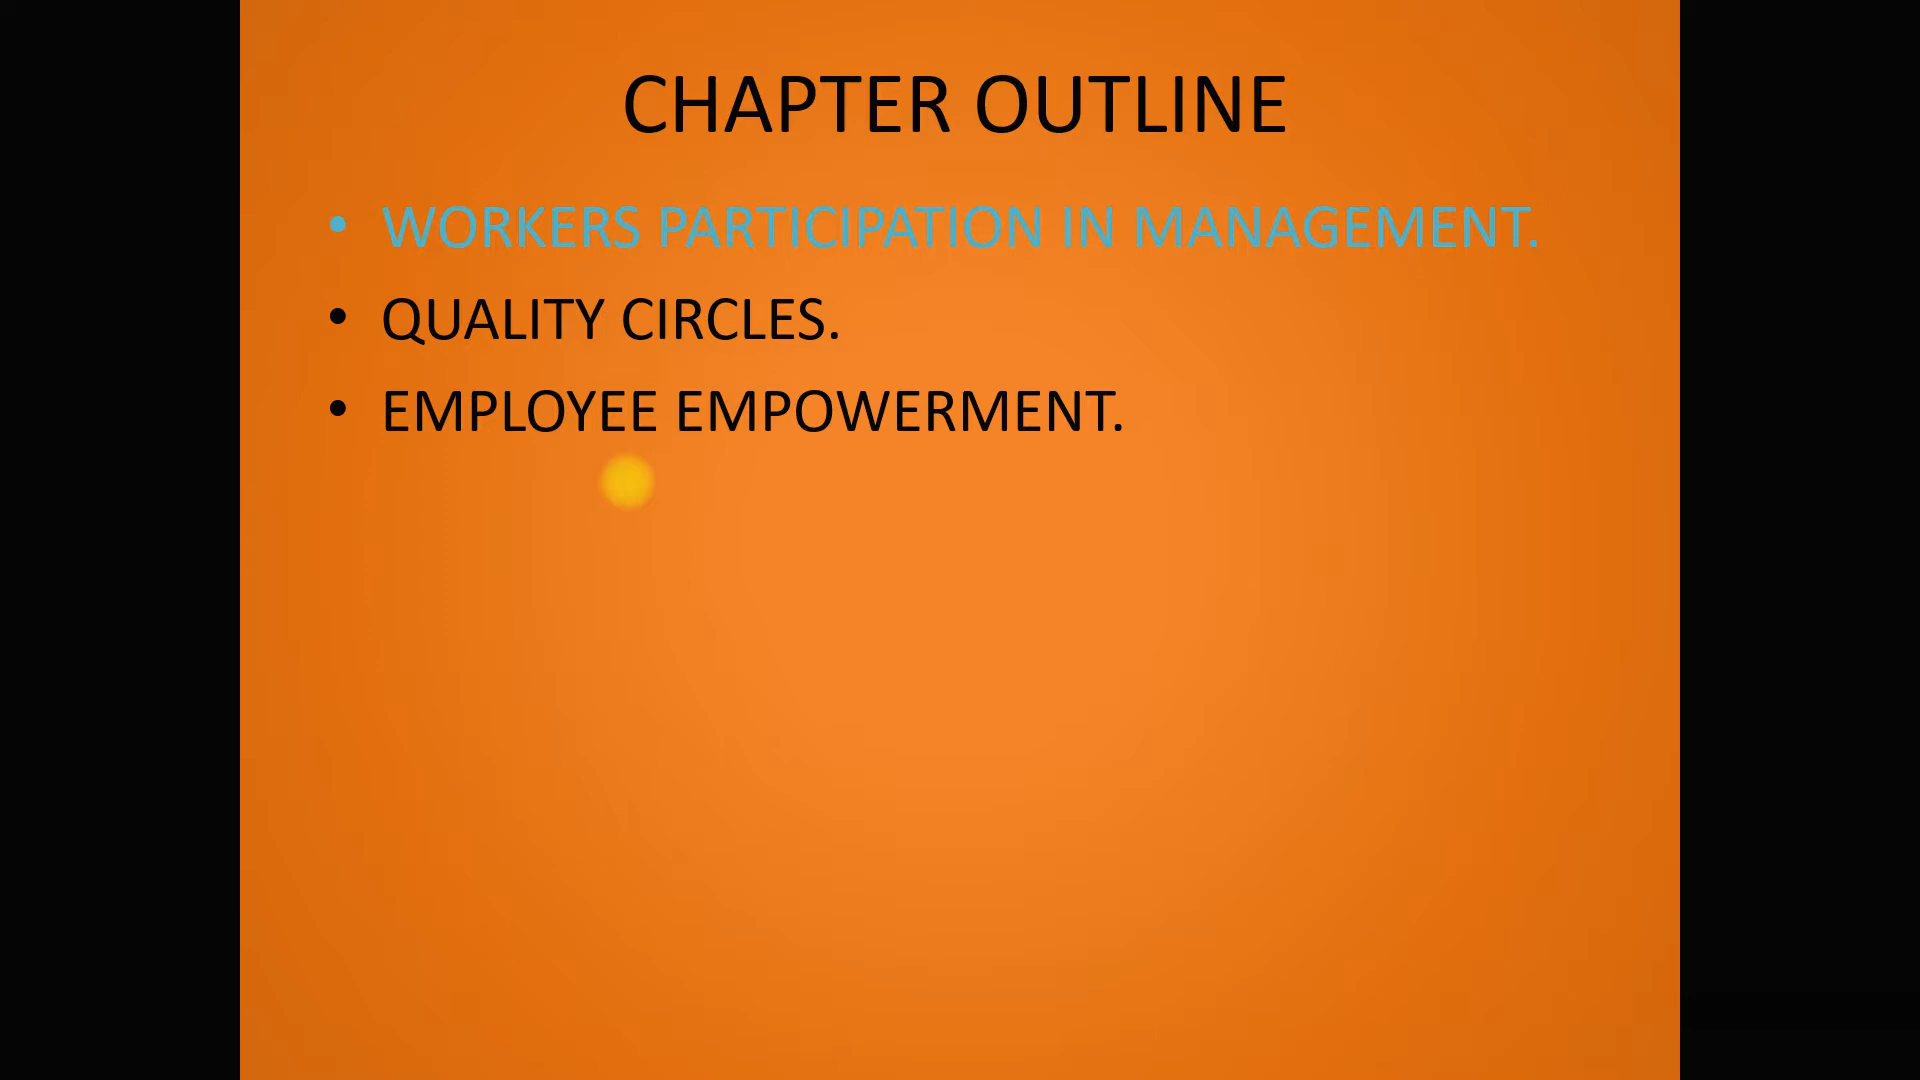 CHAPTER OUTLINE
• WORKERS PARTICIPATION IN MANAGEMENT.
• QUALITY CIRCLES.
• EMPLOYEE EMPOWERMENT.